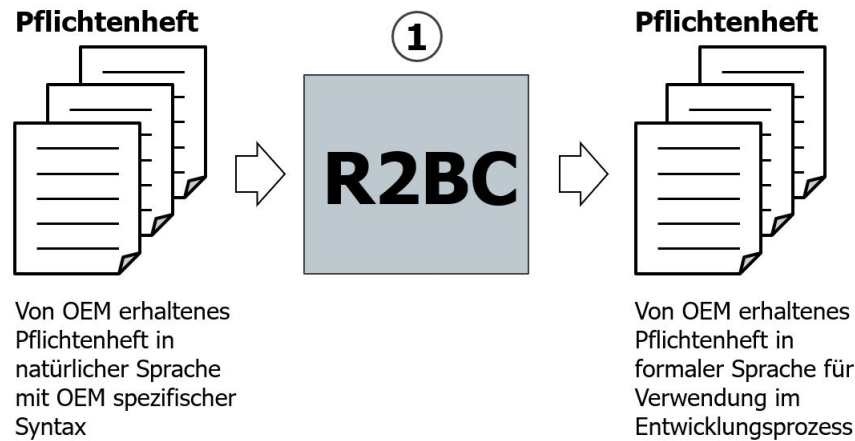 Pflichtenheft
Von OEM erhaltenes
Pflichtenheft in
natürlicher Sprache
mit OEM spezifischer
Syntax
1
R2BC
Pflichtenheft
Von OEM erhaltenes
Pflichtenheft in
formaler Sprache für
Verwendung im
Entwicklungsprozess